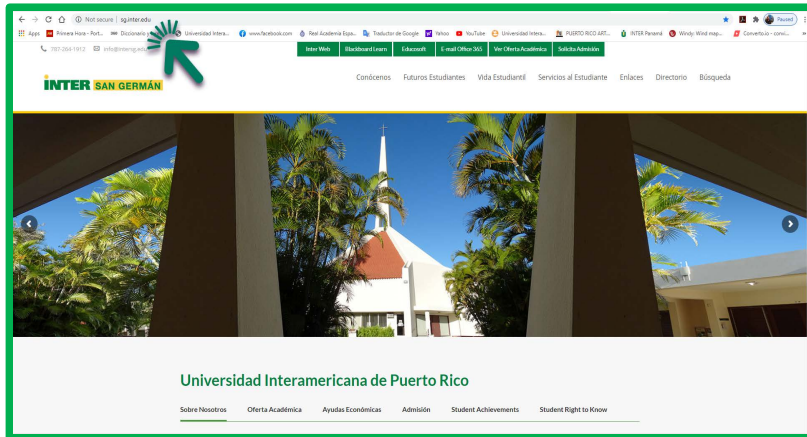 Not secure | sg.inter.edu Paused
Apps Primera Hora - Port... Diccionario Universidad Intera... www.facebook.com Real Academia Espa... Traductor de Google Yahoo YouTube Universidad Intera... PUERTO RICO ART... INTER Panamá Windy: Wind map... Convertio.io - convi... »
787-264-1912 info@intersg.edu Inter Web Blackboard Learn Educosoft E-mail Office 365 Ver Oferta Académica Solicita Admisión
INTER SAN GERMÁN Conócenos Futuros Estudiantes Vida Estudiantil Servicios al Estudiante Enlaces Directorio Búsqueda
Universidad Interamericana de Puerto Rico
Sobre Nosotros Oferta Académica Ayudas Económicas Admisión Student Achievements Student Right to Know